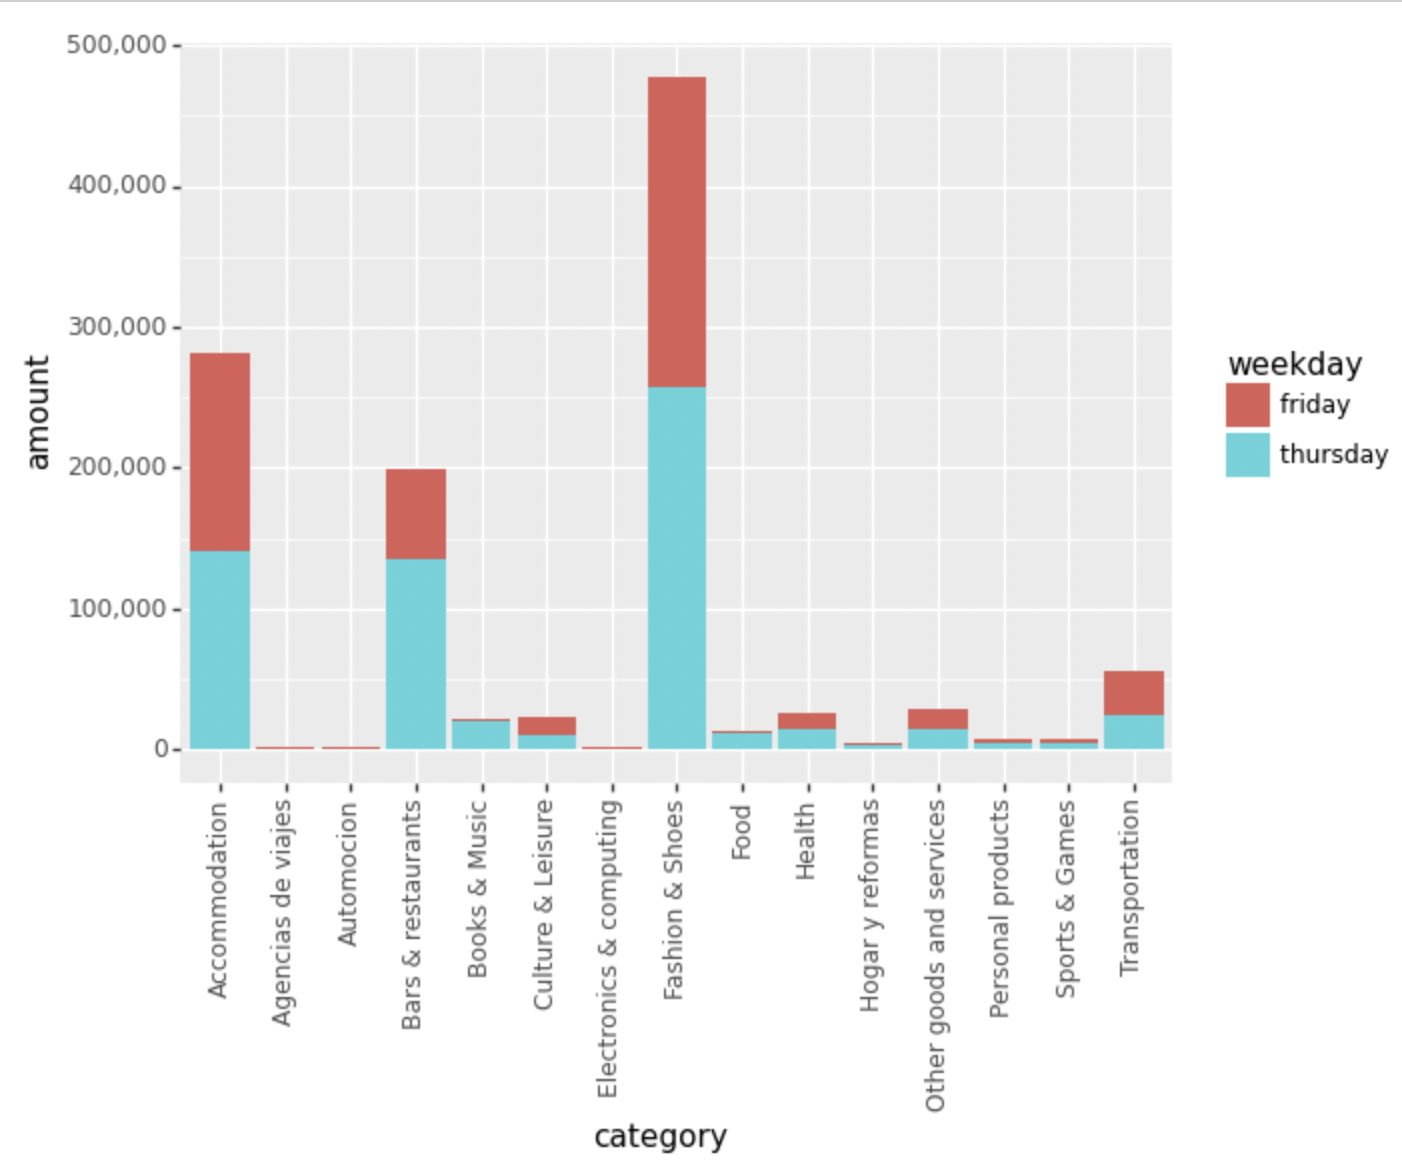 500,000
400,000
300,000
200,000
100,000
0
amount
Accommodation
Agencias de viajes
Automocion
Bars & restaurants
Books & Music
Culture & Leisure
Electronics & computing
Fashion & Shoes
Food
Health
Hogar y reformas
Other goods and services
Personal products
Sports & Games
Transportation
category
weekday
friday
thursday